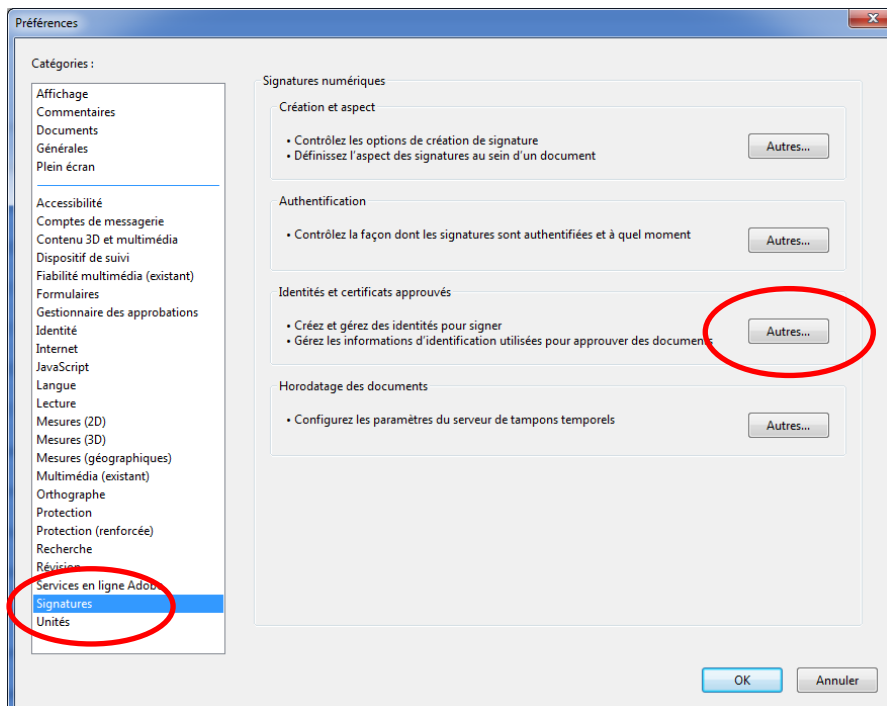 Préférences
Catégories :
Affichage
Commentaires
Documents
Générales
Plein écran
Accessibilité
Comptes de messagerie
Contenu 3D et multimédia
Dispositif de suivi
Fiabilité multimédia (existant)
Formulaires
Gestionnaire des approbations
Identité
Internet
JavaScript
Langue
Lecture
Mesures (2D)
Mesures (3D)
Mesures (géographiques)
Multimédia (existant)
Orthographe
Protection
Protection (renforcée)
Recherche
Révision
Services en ligne Adobe
Signatures
Unités
Signatures numériques
Création et aspect
• Contrôlez les options de création de signature
• Définissez l'aspect des signatures au sein d'un document
Autres...
Authentification
• Contrôlez la façon dont les signatures sont authentifiées et à quel moment
Autres...
Identités et certificats approuvés
• Créez et gérez des identités pour signer
• Gérez les informations d'identification utilisées pour approuver des documents
Autres...
Horodatage des documents
• Configurez les paramètres du serveur de tampons temporels
Autres...
OK
Annuler